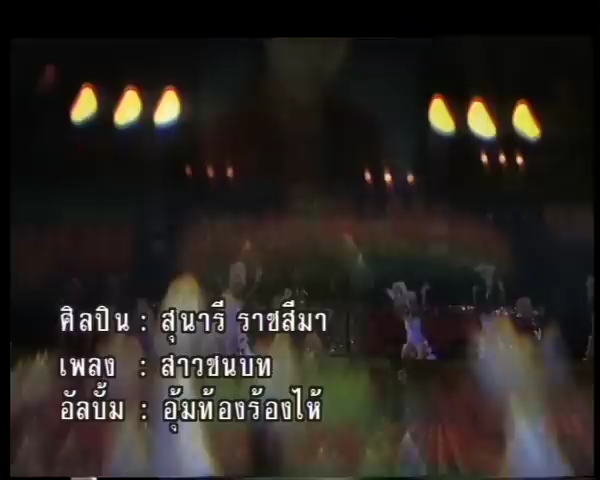 ศิลปิน : สุนารี ราชสีมา
เพลง : สาวชนบท
อัลบั้ม : อุ้มท้องร้องไห้